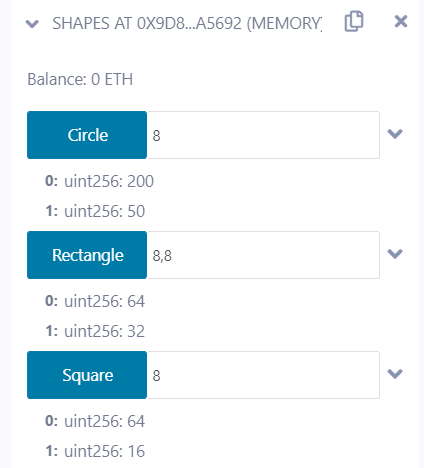 SHAPES AT 0X9D8...A5692 (MEMORY)
Balance: 0 ETH
Circle 8
0: uint256: 200
1: uint256: 50
Rectangle 8,8
0: uint256: 64
1: uint256: 32
Square 8
0: uint256: 64
1: uint256: 16